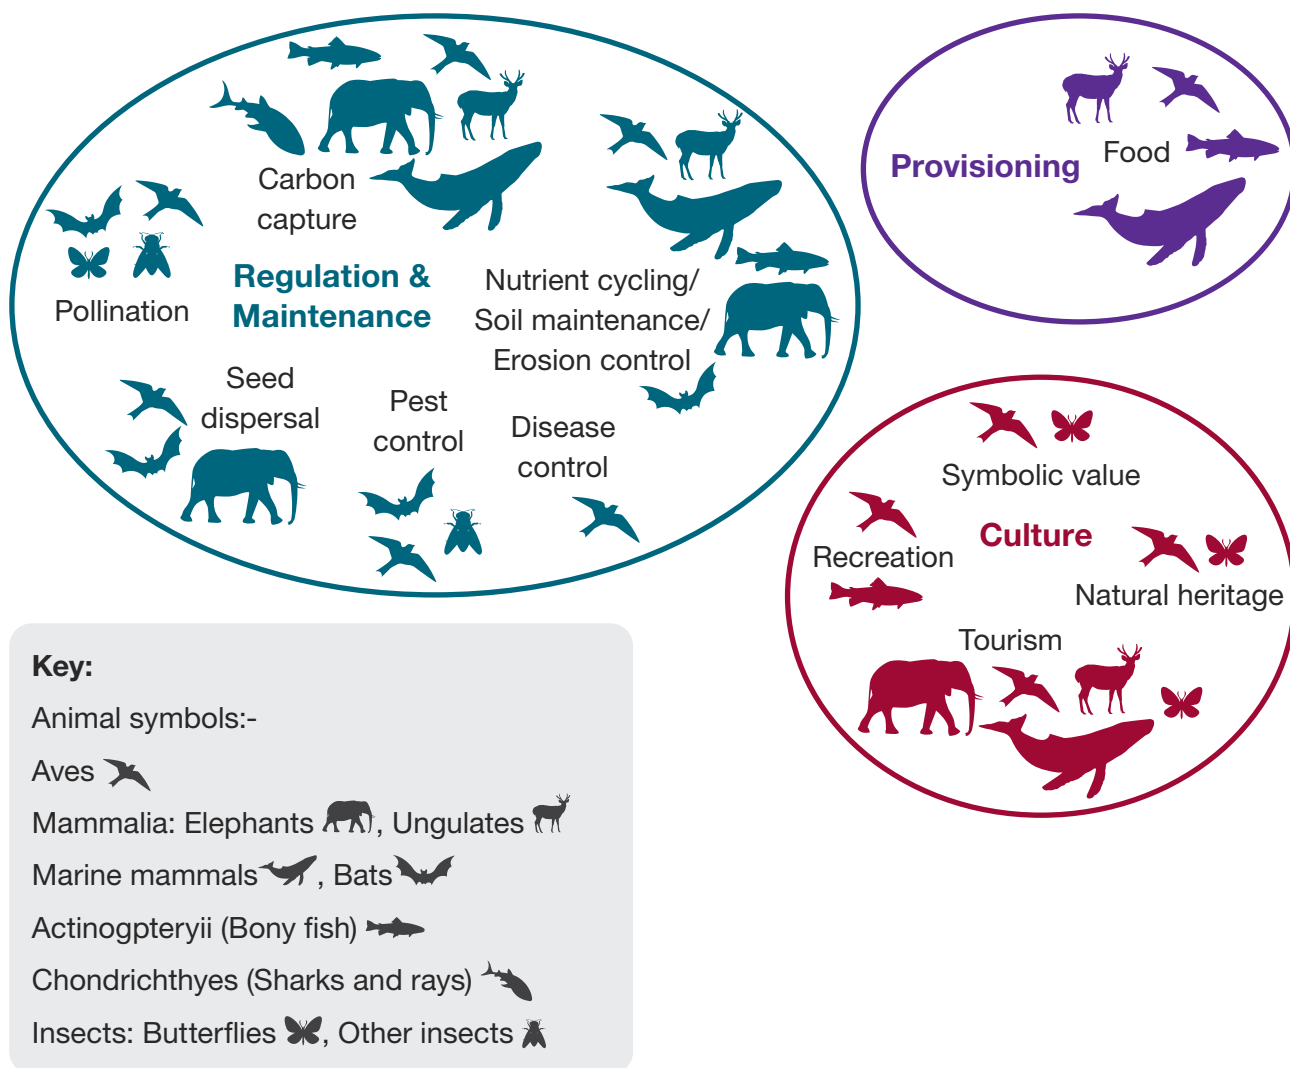 Carbon
capture
Pollination
Regulation &
Maintenance
Nutrient cycling/
Soil maintenance/
Erosion control
Seed
dispersal
Pest
control
Disease
control
Provisioning
Food
Symbolic value
Culture
Recreation
Natural heritage
Tourism
Key:
Animal symbols:-
Aves
Mammalia: Elephants , Ungulates
Marine mammals , Bats
Actinogpteryii (Bony fish)
Chondrichthyes (Sharks and rays)
Insects: Butterflies , Other insects